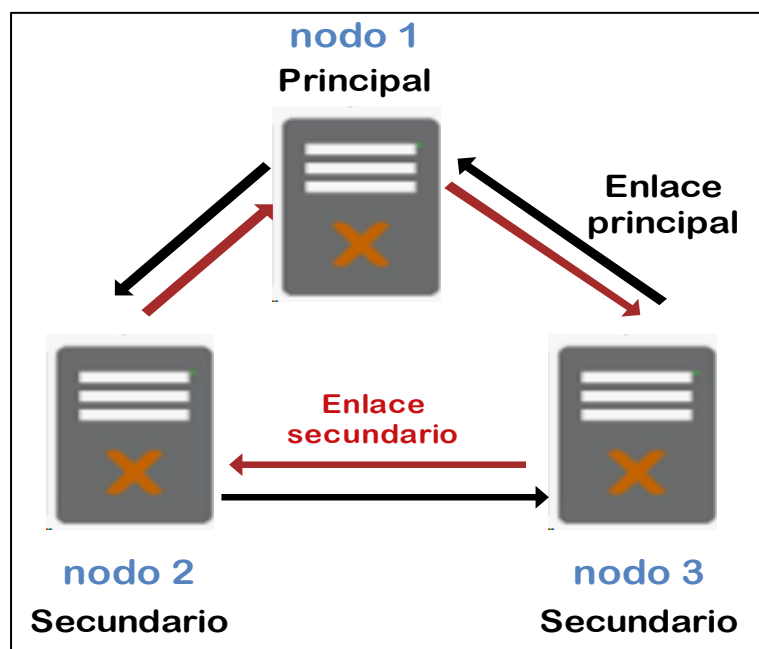 nodo 1
Principal
Enlace
principal
Enlace
secundario
nodo 2
Secundario
nodo 3
Secundario